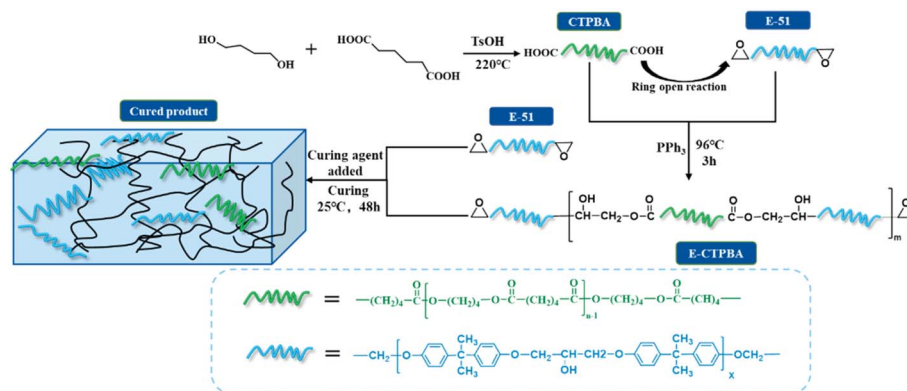 CTPBA
E-51
HO
OH
+
HOOC
COOH
TsOH
220℃
HOOC
COOH
O
O
Ring open reaction
Cured product
E-51
O
O
PPh3
96℃
3h
Curing agent
added
Curing
25℃, 48h
O
OH
CH2-O-C
O
O
C
O-CH2
OH
O
m
E-CTPBA
= —(CH2)4—C—[O—(CH2)4—O—C—(CH2)4—C]n-1—O—(CH2)4—O—C—(CH)4—
O O O O
CH3 CH3
= —CH2—[O—C—O—CH2—CH—CH2-O—C—]x—OCH2—
CH3 OH CH3